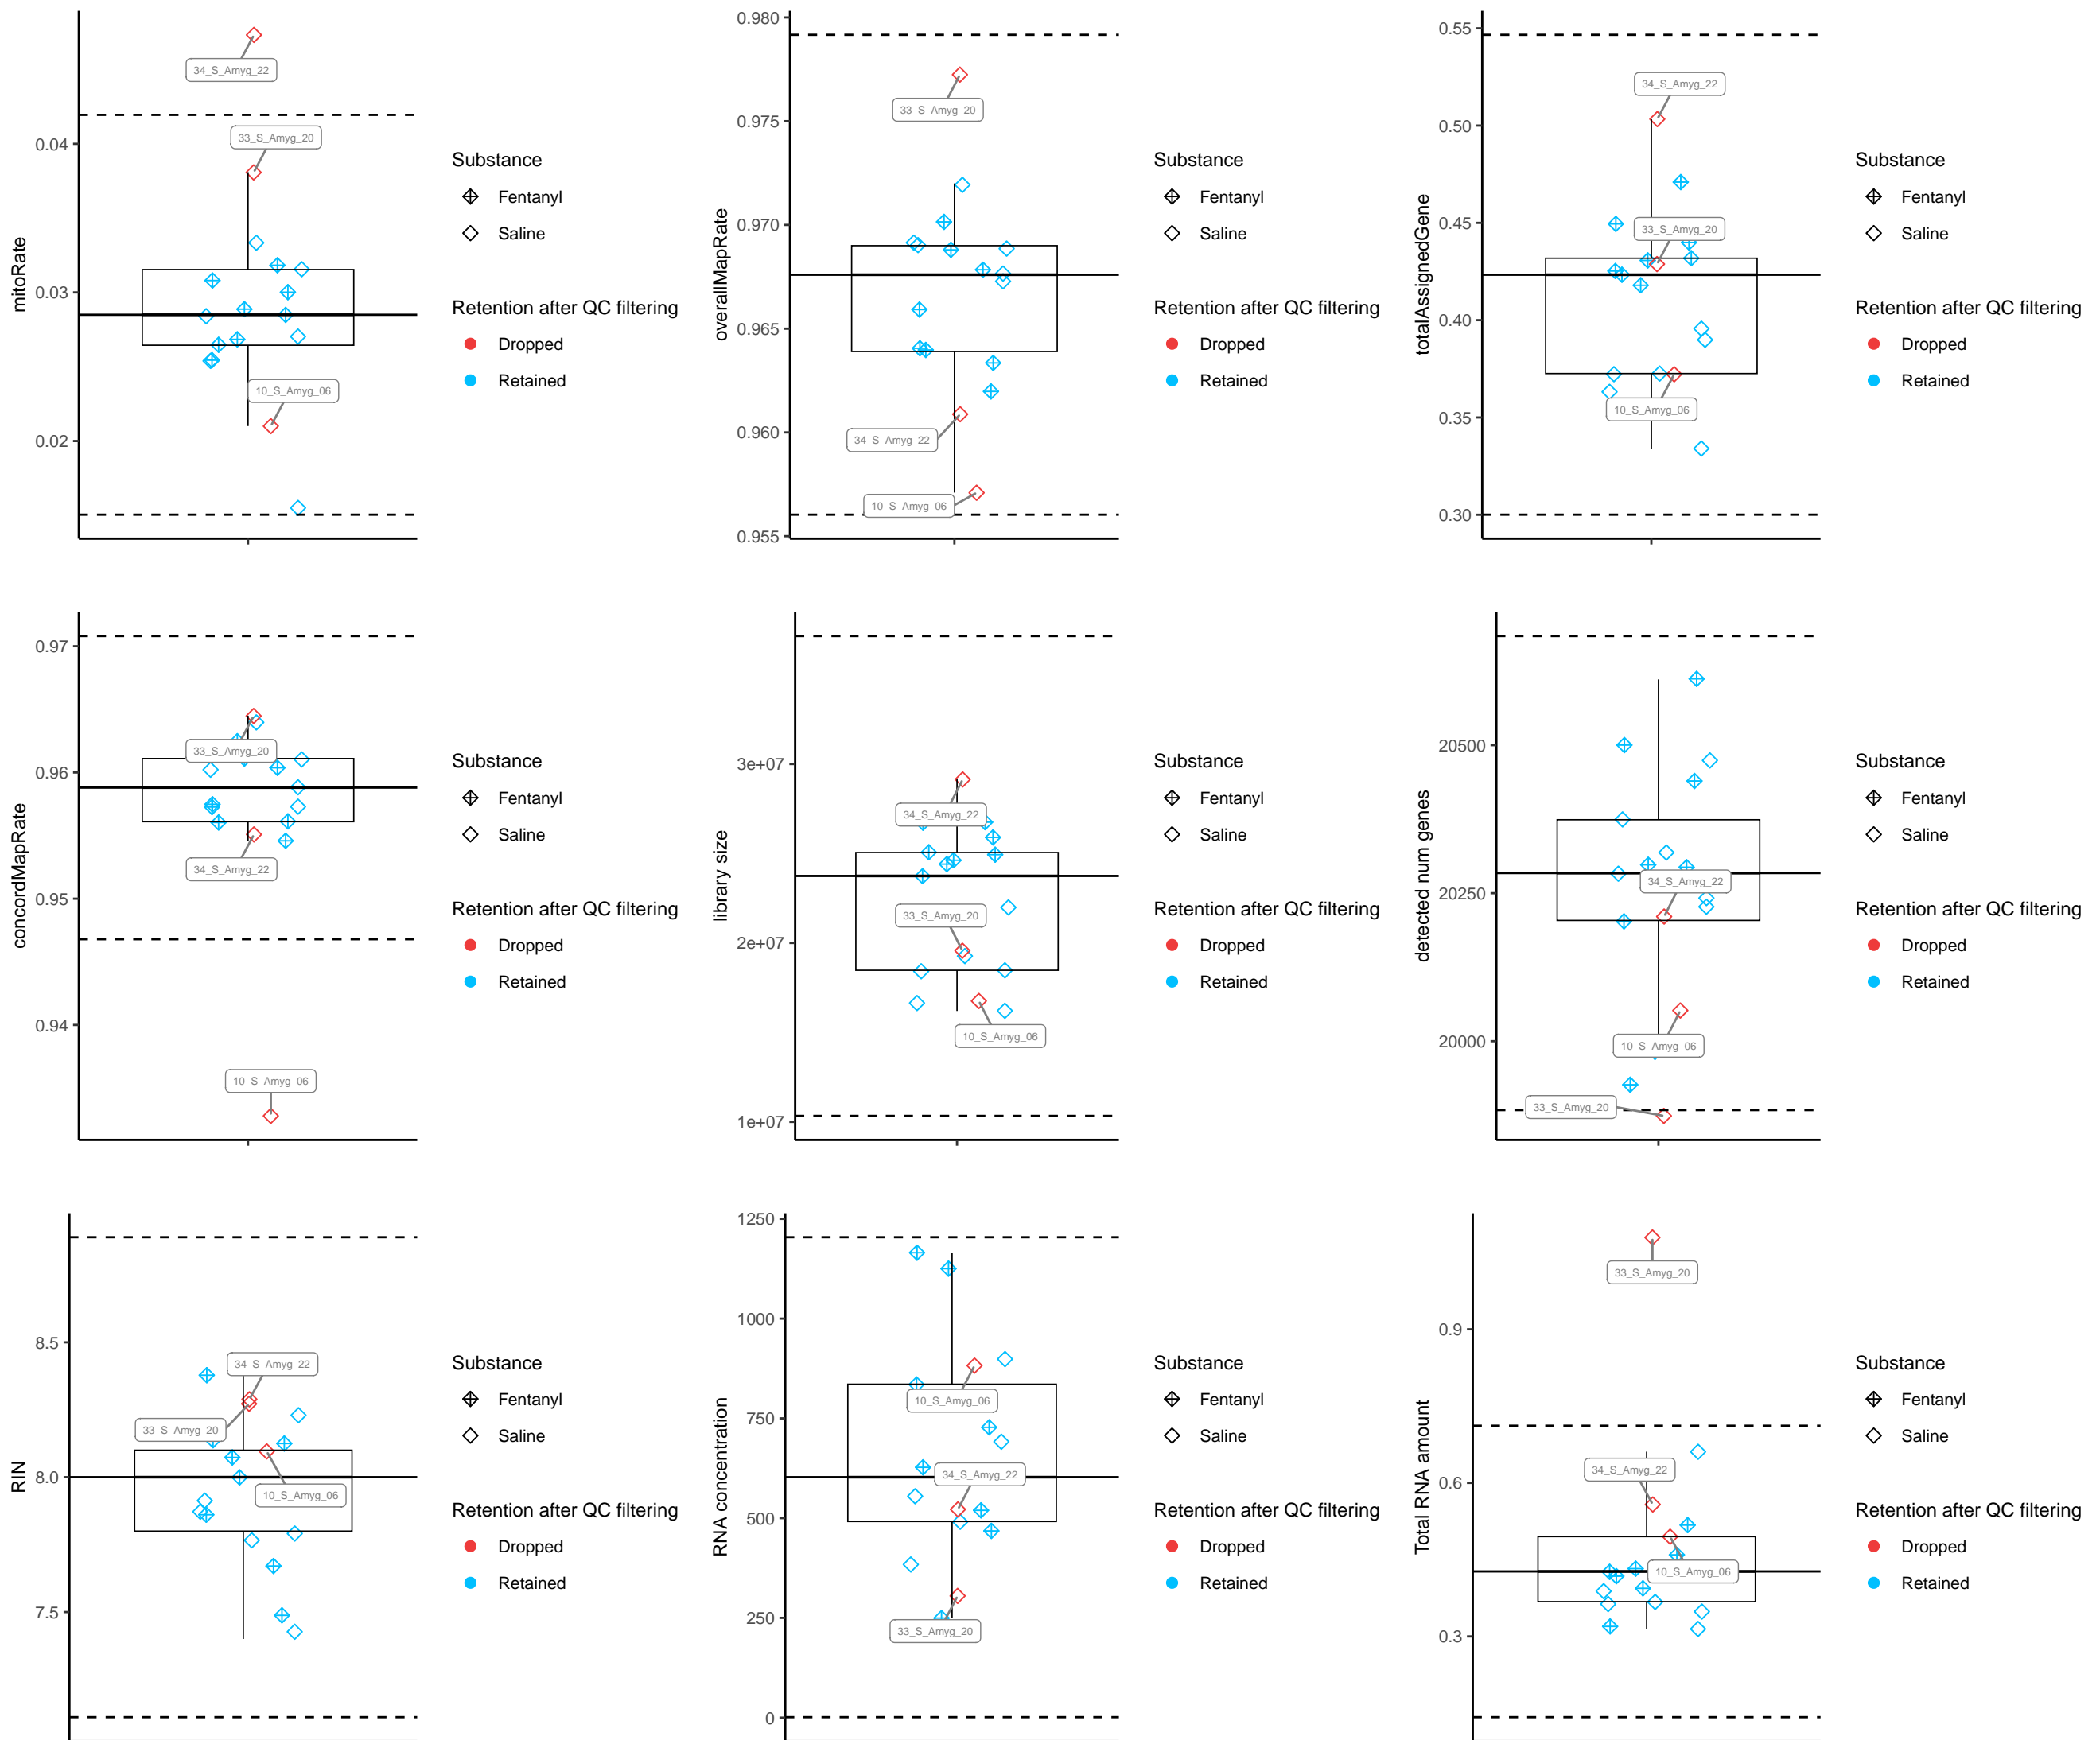 mitoRate
0.04
0.03
0.02
34_S_Amyg_22
33_S_Amyg_20
10_S_Amyg_06
Substance
Fentanyl
Saline
Retention after QC filtering
Dropped
Retained
overallMapRate
0.980
0.975
0.970
0.965
0.960
0.955
33_S_Amyg_20
34_S_Amyg_22
10_S_Amyg_06
Substance
Fentanyl
Saline
Retention after QC filtering
Dropped
Retained
totalAssignedGene
0.55
0.50
0.45
0.40
0.35
0.30
34_S_Amyg_22
33_S_Amyg_20
10_S_Amyg_06
Substance
Fentanyl
Saline
Retention after QC filtering
Dropped
Retained
concordMapRate
0.97
0.96
0.95
0.94
33_S_Amyg_20
34_S_Amyg_22
10_S_Amyg_06
Substance
Fentanyl
Saline
Retention after QC filtering
Dropped
Retained
library size
3e+07
2e+07
1e+07
34_S_Amyg_22
33_S_Amyg_20
10_S_Amyg_06
Substance
Fentanyl
Saline
Retention after QC filtering
Dropped
Retained
detected num genes
20500
20250
20000
34_S_Amyg_22
10_S_Amyg_06
33_S_Amyg_20
Substance
Fentanyl
Saline
Retention after QC filtering
Dropped
Retained
RIN
8.5
8.0
7.5
34_S_Amyg_22
33_S_Amyg_20
10_S_Amyg_06
Substance
Fentanyl
Saline
Retention after QC filtering
Dropped
Retained
RNA concentration
1250
1000
750
500
250
0
10_S_Amyg_06
34_S_Amyg_22
33_S_Amyg_20
Substance
Fentanyl
Saline
Retention after QC filtering
Dropped
Retained
Total RNA amount
0.9
0.6
0.3
33_S_Amyg_20
34_S_Amyg_22
10_S_Amyg_06
Substance
Fentanyl
Saline
Retention after QC filtering
Dropped
Retained